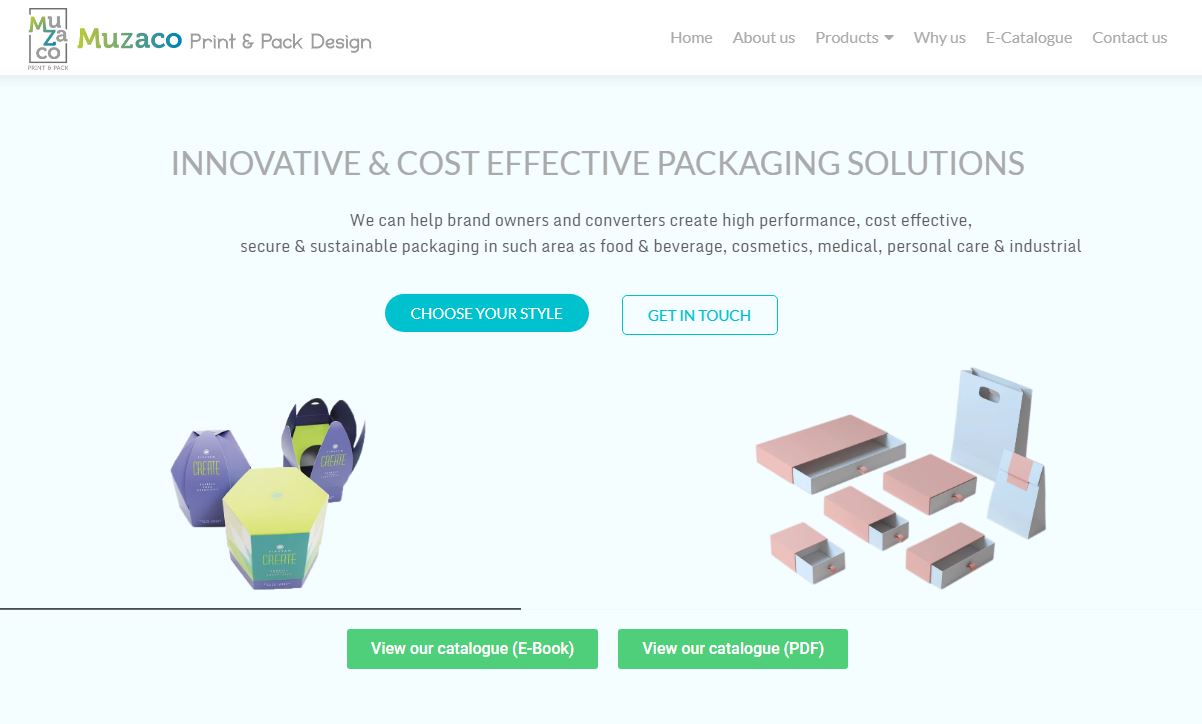 Mu
Za
co
PRINT & PACK
Muzaco Print & Pack Design
Home About us Products Why us E-Catalogue Contact us
INNOVATIVE & COST EFFECTIVE PACKAGING SOLUTIONS
We can help brand owners and converters create high performance, cost effective,
secure & sustainable packaging in such area as food & beverage, cosmetics, medical, personal care & industrial
CHOOSE YOUR STYLE
GET IN TOUCH
CREATE
CREATE
CREATE
View our catalogue (E-Book)
View our catalogue (PDF)